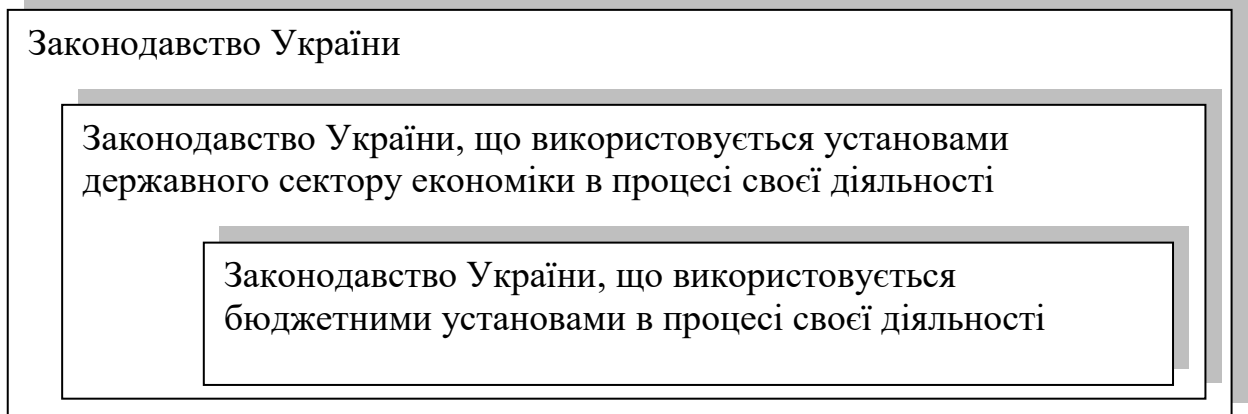 Законодавство України
Законодавство України, що використовується установами
державного сектору економіки в процесі своєї діяльності
Законодавство України, що використовується
бюджетними установами в процесі своєї діяльності